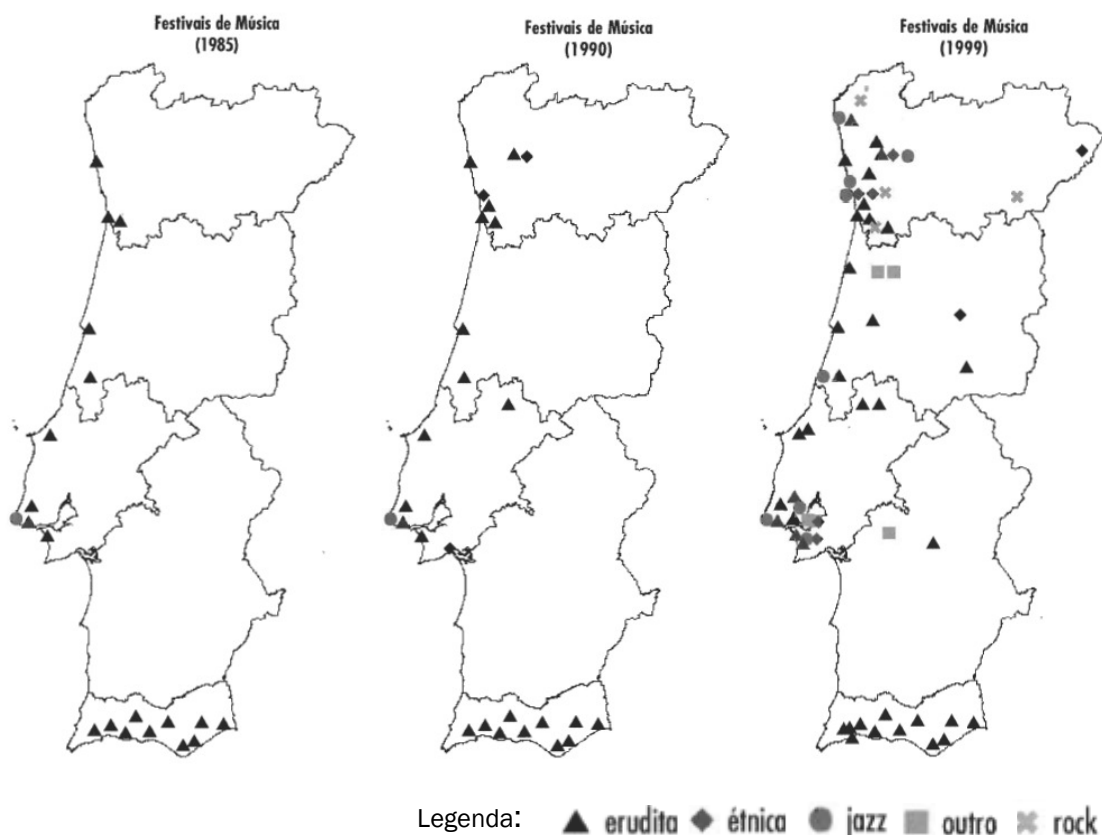 Festivais de Música
(1985)
Festivais de Música
(1990)
Festivais de Música
(1999)
Legenda: erudita étnica jazz outro rock